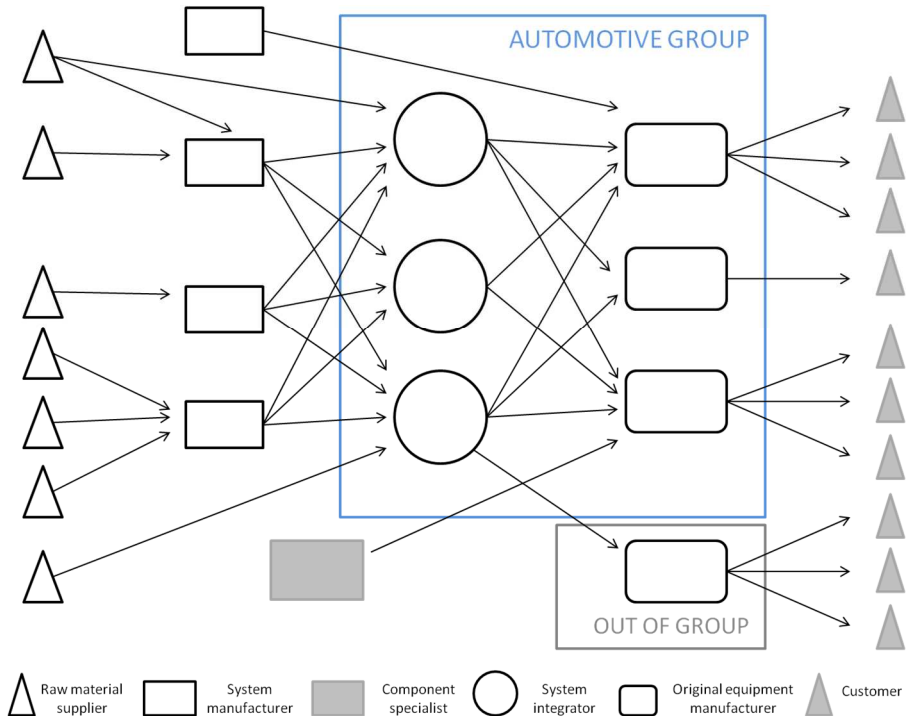 AUTOMOTIVE GROUP
OUT OF GROUP
Raw material
supplier
System
manufacturer
Component
specialist
System
integrator
Original equipment
manufacturer
Customer